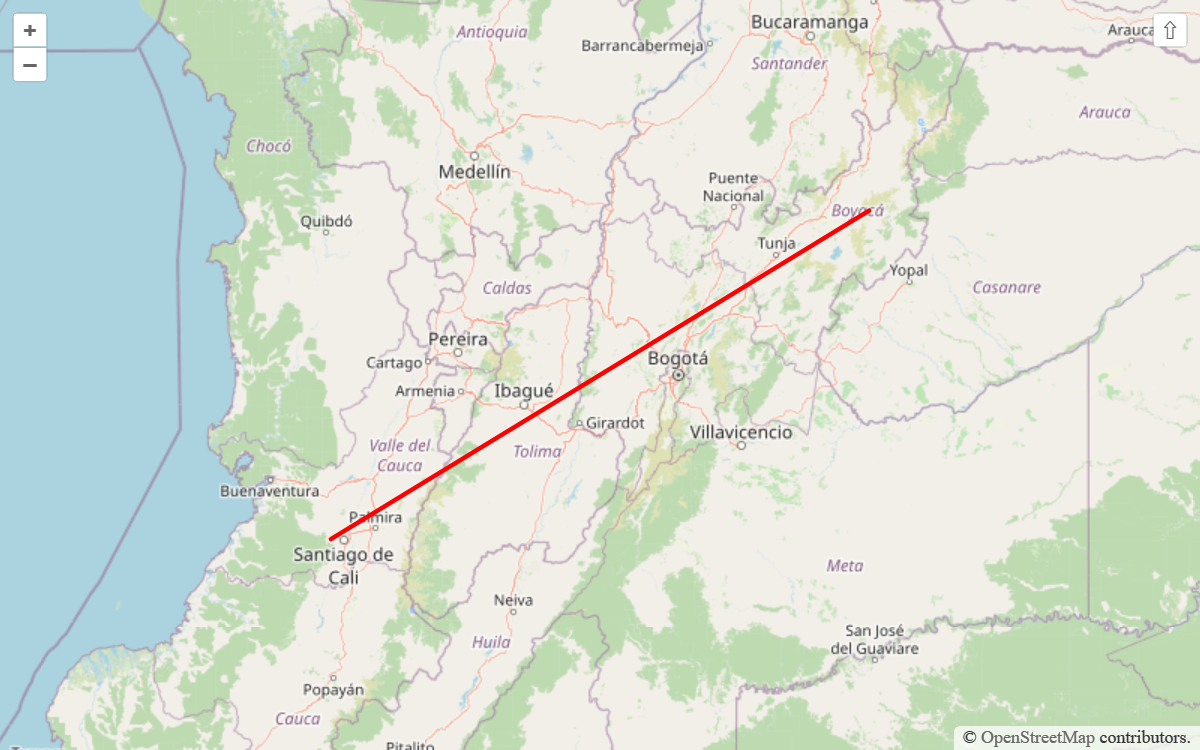 +
−
⇧
Bucaramanga
Antioquia
Barrancabermeja
Arauca
Santander
Arauca
Chocó
Medellín
Puente
Nacional
Boyacá
Quibdó
Tunja
Yopal
Caldas
Casanare
Pereira
Cartago
Bogotá
Armenia
Ibagué
Girardot
Villavicencio
Valle del
Cauca
Tolima
Buenaventura
Palmira
Santiago de
Cali
Meta
Neiva
San José
del Guaviare
Huila
Popayán
Cauca
Pitalito
© OpenStreetMap contributors.